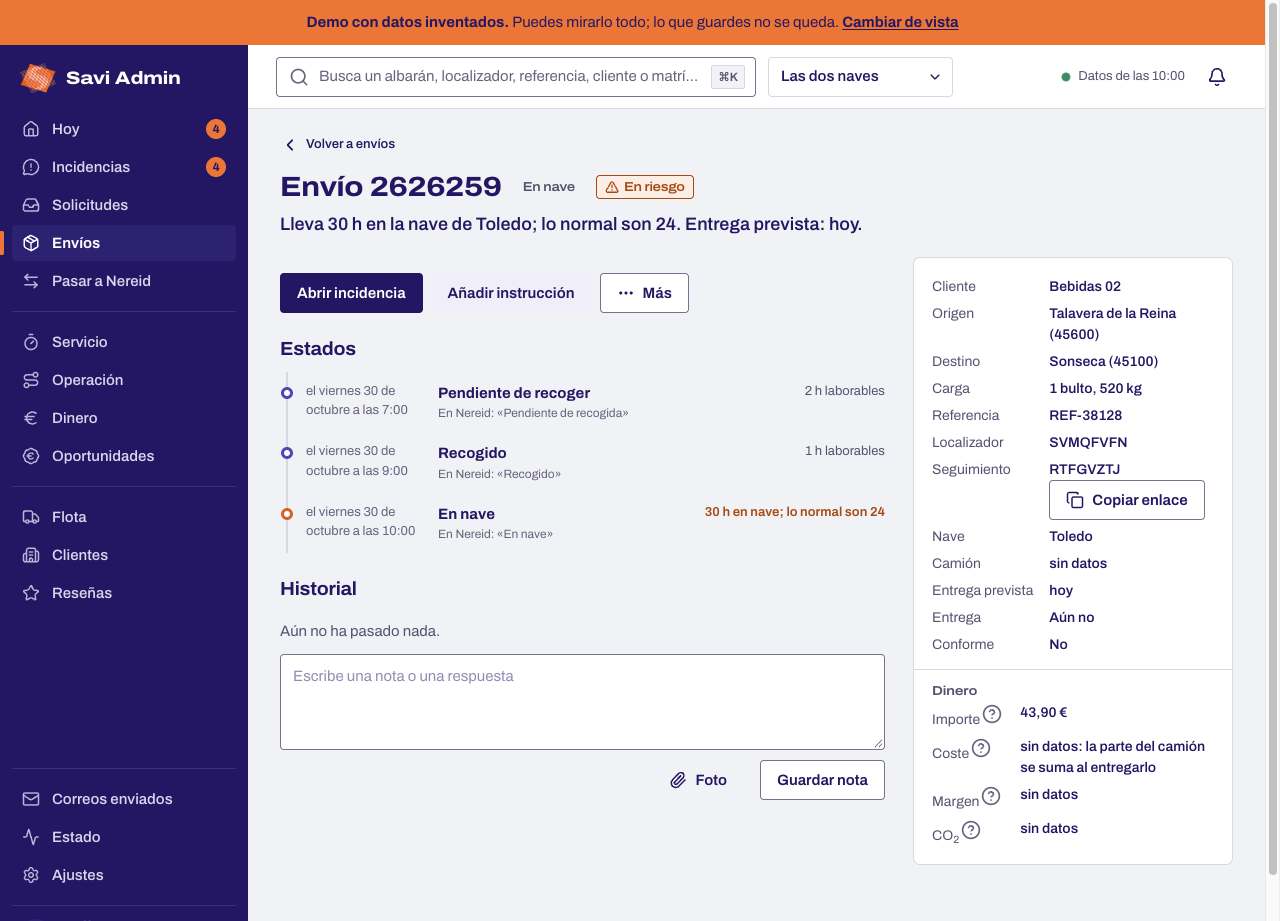 Demo con datos inventados. Puedes mirarlo todo; lo que guardes no se queda. Cambiar de vista
Savi Admin
Busca un albarán, localizador, referencia, cliente o matrí...
⌘K
Las dos naves
Datos de las 10:00
Hoy
4
Incidencias
4
Solicitudes
Envíos
Pasar a Nereid
Servicio
Operación
Dinero
Oportunidades
Flota
Clientes
Reseñas
Correos enviados
Estado
Ajustes
Volver a envíos
Envío 2626259
En nave
En riesgo
Lleva 30 h en la nave de Toledo; lo normal son 24. Entrega prevista: hoy.
Abrir incidencia
Añadir instrucción
Más
Estados
el viernes 30 de
octubre a las 7:00
Pendiente de recoger
En Nereid: «Pendiente de recogida»
2 h laborables
el viernes 30 de
octubre a las 9:00
Recogido
En Nereid: «Recogido»
1 h laborables
el viernes 30 de
octubre a las 10:00
En nave
En Nereid: «En nave»
30 h en nave; lo normal son 24
Historial
Aún no ha pasado nada.
Escribe una nota o una respuesta
Foto
Guardar nota
Cliente
Bebidas 02
Origen
Talavera de la Reina
(45600)
Destino
Sonseca (45100)
Carga
1 bulto, 520 kg
Referencia
REF-38128
Localizador
SVMQFVFN
Seguimiento
RTFGVZTJ
Copiar enlace
Nave
Toledo
Camión
sin datos
Entrega prevista
hoy
Entrega
Aún no
Conforme
No
Dinero
Importe
43,90 €
Coste
sin datos: la parte del camión
se suma al entregarlo
Margen
sin datos
CO2
sin datos